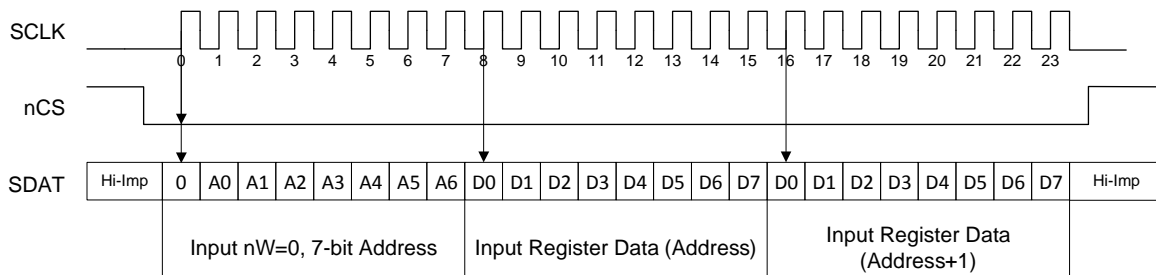 SCLK
0 1 2 3 4 5 6 7 8 9 10 11 12 13 14 15 16 17 18 19 20 21 22 23
nCS
SDAT Hi-Imp 0 A0 A1 A2 A3 A4 A5 A6 D0 D1 D2 D3 D4 D5 D6 D7 D0 D1 D2 D3 D4 D5 D6 D7 Hi-Imp
Input nW=0, 7-bit Address Input Register Data (Address) Input Register Data
(Address+1)